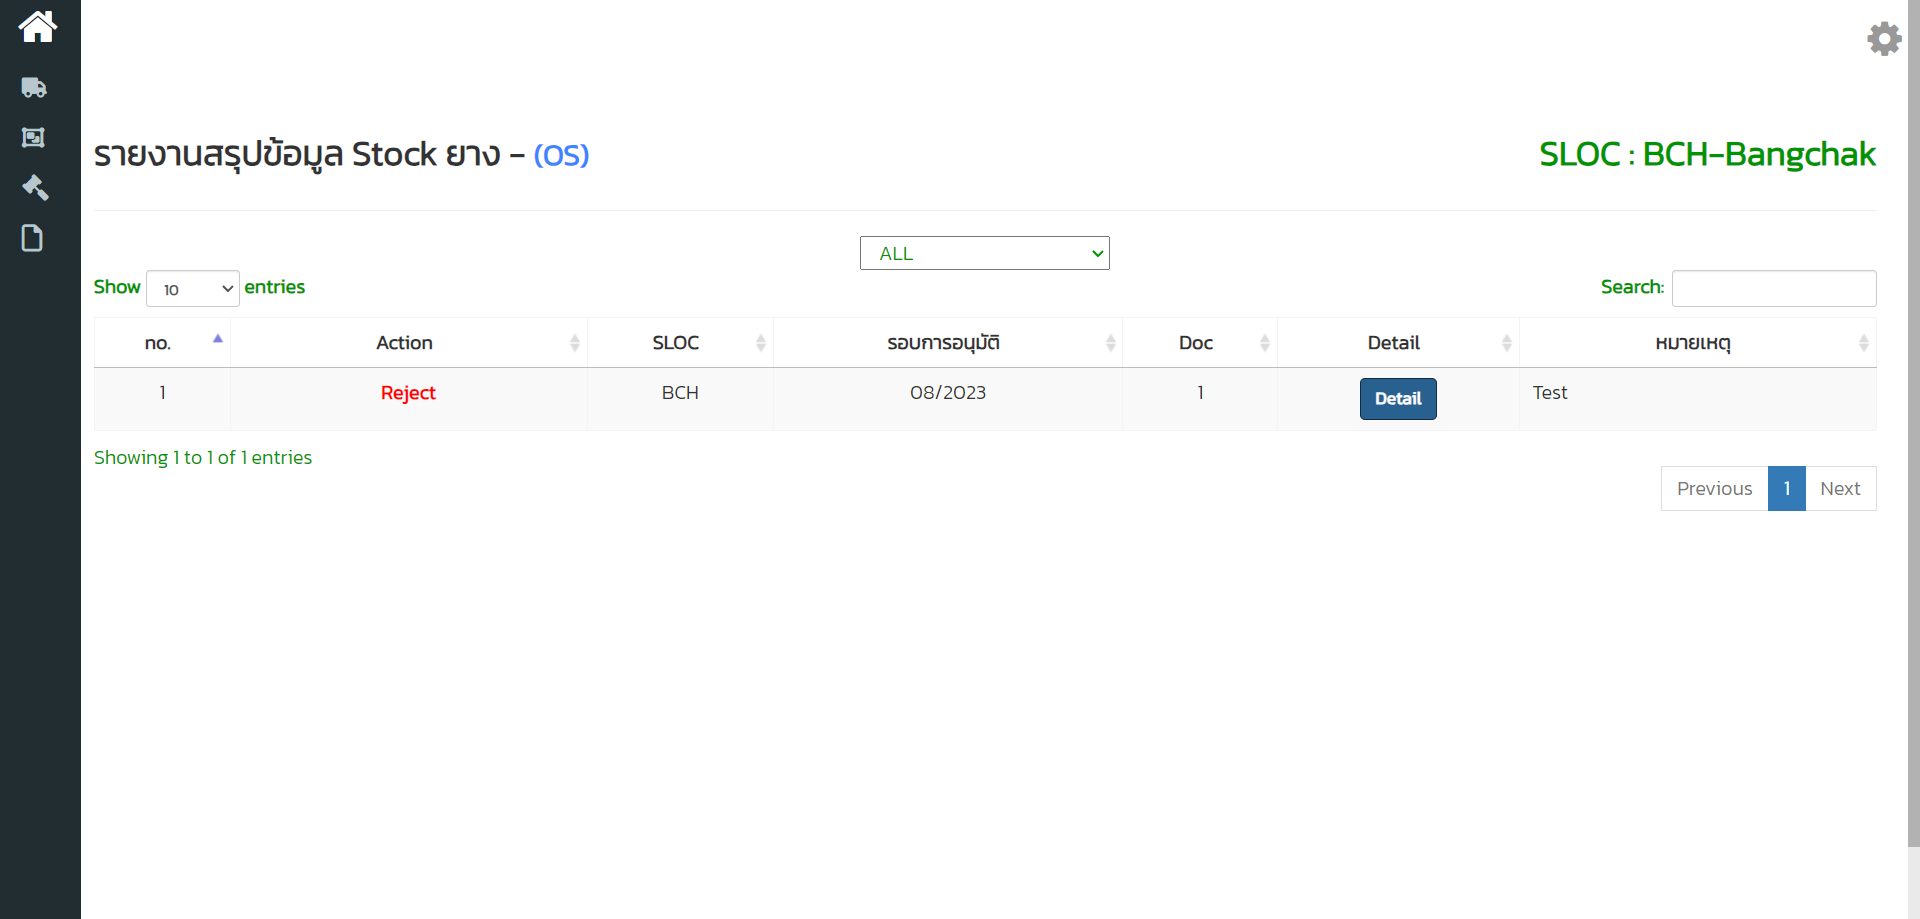 รายงานสรุปข้อมูล Stock ยาง - (OS)
SLOC : BCH-Bangchak
ALL
Show 10 entries
Search:
no. Action SLOC รอบการอนุมัติ Doc Detail หมายเหตุ
1 Reject BCH 08/2023 1 Detail Test
Showing 1 to 1 of 1 entries
Previous 1 Next